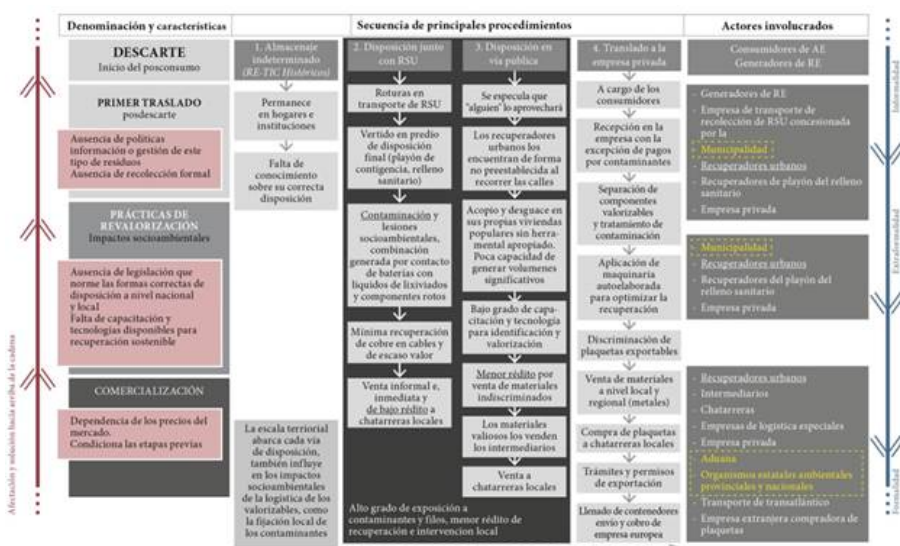 Denominación y características
Secuencia de principales procedimientos
Actores involucrados
DESCARTE
Inicio del posconsumo
PRIMER TRASLADO
posdescarte
Ausencia de políticas
información o gestión de este
tipo de residuos
Ausencia de recolección formal
PRÁCTICAS DE
REVALORIZACIÓN
Impactos socioambientales
Ausencia de legislación que
norme las formas correctas de
disposición a nivel nacional
y local
Falta de capacitación y
tecnologías disponibles para
recuperación sostenible
COMERCIALIZACIÓN
Dependencia de los precios del
mercado.
Condiciona las etapas previas
1. Almacenaje
indeterminado
(RE-TIC Históricos)
Permanece
en hogares e
instituciones
Falta de
conocimiento
sobre su correcta
disposición
La escala terriorial
abarca cada vía
de disposición,
también influye
en los impactos
socioambientales
de la logística de los
valorizables, como
la fijación local de
los contaminantes
2. Disposición junto
con RSU
Roturas en
transporte de RSU
Vertido en predio
de disposición
final (playón de
contigencia, relleno
sanitario)
Contaminación y
lesiones
socioambientales,
combinación
generada por contacto
de baterías con
líquidos de lixiviados
y componentes rotos
Mínima recuperación
de cobre en cables y
de escaso valor
Venta informal e,
inmediata y
de bajo rédito a
chatarreras locales
3. Disposición en
vía pública
Se especula que
"alguien" lo aprovechará
Los recuperadores
urbanos los
encuentran de forma
no preestablecida al
recorrer las calles
Acopio y desguace en
sus propias viviendas
populares sin herra-
mental apropiado.
Poca capacidad de
generar volumenes
significativos
Bajo grado de capa-
citación y tecnología
para identificación y
valorización
Menor rédito por
venta de materiales
indiscriminados
Los materiales
valiosos los venden
los intermediarios
Venta a
chatarreras locales
Alto grado de exposición a
contaminantes y filos, menor rédito de
recuperación e intervencion local
4. Translado a la
empresa privada
A cargo de los
consumidores
Recepción en la
empresa con la
excepción de pagos
por contaminantes
Separación de
componentes
valorizables
y tratamiento de
contaminación
Aplicación de
maquinaria
autoelaborada
para optimizar la
recuperación
Discriminación de
plaquetas exportables
Venta de materiales
a nivel local y
regional (metales)
Compra de plaquetas
a chatarreras locales
Trámites y permisos
de exportación
Llenado de contenedores
envío y cobro de
empresa europea
Consumidores de AE
Generadores de RE
- Generadores de RE
- Empresa de transporte de
recolección de RSU concesionada
por la
- Municipalidad
- Recuperadores urbanos
- Recuperadores de playón del relleno
sanitario
- Empresa privada
- Municipalidad
- Recuperadores urbanos
- Recuperadores del playón del
relleno sanitario
- Empresa privada
- Recuperadores urbanos
- Intermediarios
- Chatarreras
- Empresas de logística especiales
- Empresa privada
- Aduana
- Organismos estatales ambientales
provinciales y nacionales
- Transporte de transatlántico
- Empresa extranjera compradora de
plaquetas
Afectación y solución hacia arriba de la cadena
Informalidad
Extraformalidad
Formalidad